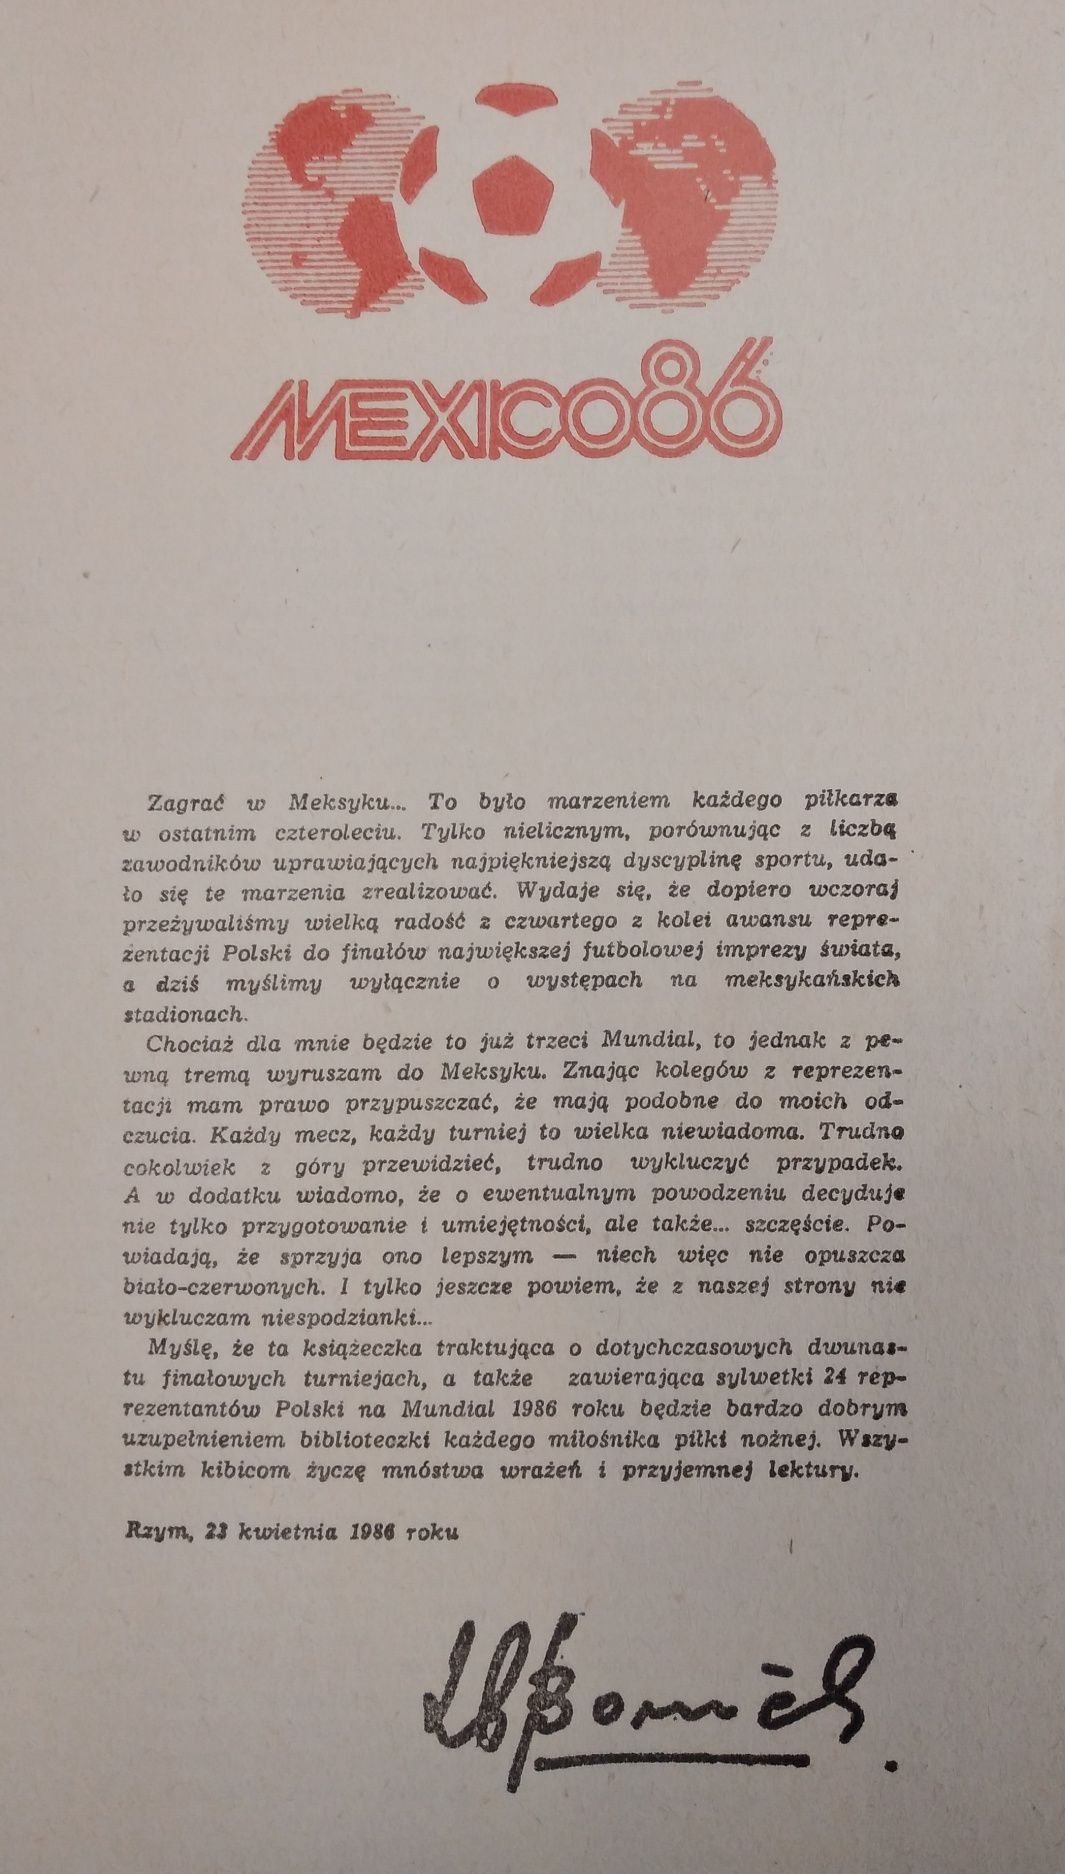 MEXICO86
Zagrać w Meksyku... To było marzeniem każdego piłkarza
w ostatnim czteroleciu. Tylko nielicznym, porównując z liczbą
zawodników uprawiających najpiękniejszą dyscyplinę sportu, uda-
ło się te marzenia zrealizować. Wydaje się, że dopiero wczoraj
przeżywaliśmy wielką radość z czwartego z kolei awansu repre-
zentacji Polski do finałów największej futbolowej imprezy świata,
a dziś myślimy wyłącznie o występach na meksykańskich
stadionach.
Chociaż dla mnie będzie to już trzeci Mundial, to jednak z pe-
wną tremą wyruszam do Meksyku. Znając kolegów z reprezen-
tacji mam prawo przypuszczać, że mają podobne do moich od-
czucia. Każdy mecz, każdy turniej to wielka niewiadoma. Trudno
cokolwiek z góry przewidzieć, trudno wykluczyć przypadek.
A w dodatku wiadomo, że o ewentualnym powodzeniu decyduje
nie tylko przygotowanie i umiejętności, ale także... szczęście. Po-
wiadają, że sprzyja ono lepszym — niech więc nie opuszcza
biało-czerwonych. I tylko jeszcze powiem, że z naszej strony nie
wykluczam niespodzianki...
Myślę, że ta książeczka traktująca o dotychczasowych dwunas-
tu finałowych turniejach, a także zawierająca sylwetki 24 rep-
rezentantów Polski na Mundial 1986 roku będzie bardzo dobrym
uzupełnieniem biblioteczki każdego miłośnika piłki nożnej. Wszy-
stkim kibicom życzę mnóstwa wrażeń i przyjemnej lektury.
Rzym, 23 kwietnia 1986 roku
ZbBoniek